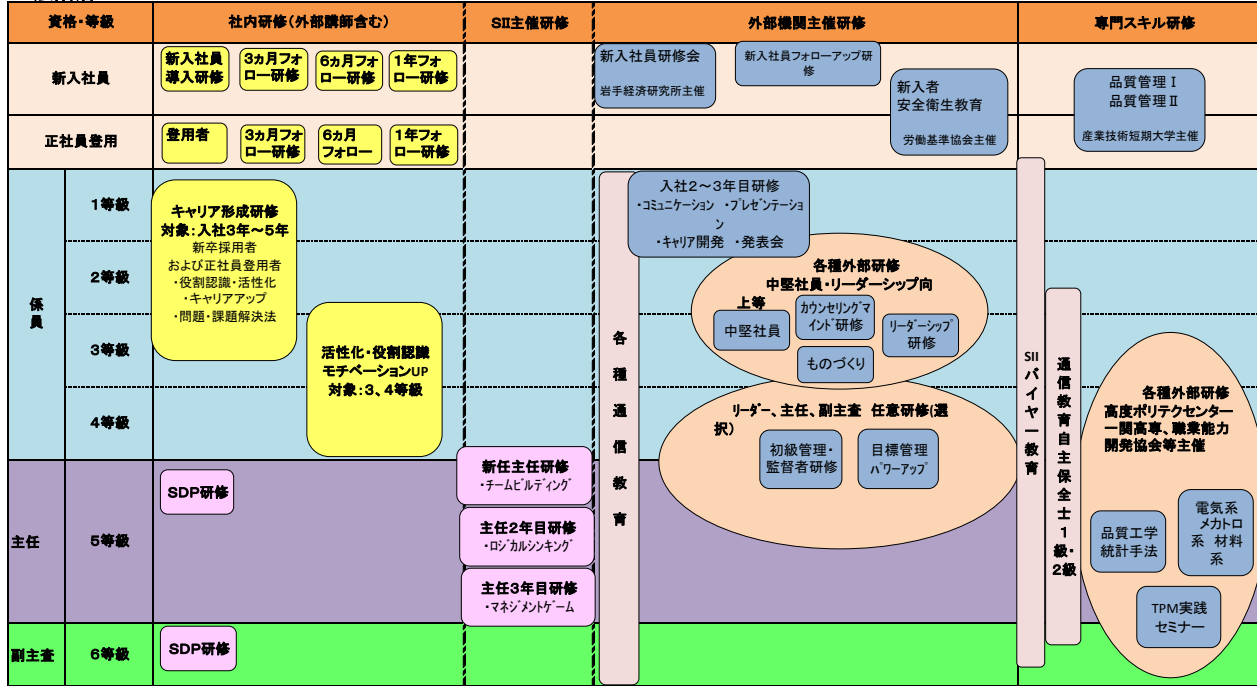 資格・等級
社内研修(外部講師含む)
SII主催研修
外部機関主催研修
専門スキル研修
新入社員
新入社員
導入研修
3ヵ月フォ
ロー研修
6ヵ月フォ
ロー研修
1年フォ
ロー研修
新入社員研修会
岩手経済研究所主催
新入社員フォローアップ研
修
新入者
安全衛生教育
労働基準協会主催
品質管理Ⅰ
品質管理Ⅱ
産業技術短期大学主催
正社員登用
登用者
3ヵ月フォ
ロー研修
6ヵ月
フォロー
1年フォ
ロー研修
係員
1等級
2等級
3等級
4等級
キャリア形成研修
対象:入社3年~5年
新卒採用者
および正社員登用者
・役割認識・活性化
・キャリアアップ
・問題・課題解決法
活性化・役割認識
モチベーションUP
対象:3、4等級
各種通信教育
入社2~3年目研修
・コミュニケーション ・プレゼンテーショ
ン
・キャリア開発 ・発表会
各種外部研修
中堅社員・リーダーシップ向
上等
中堅社員
カウンセリングマ
インド研修
リーダーシップ
研修
ものづくり
リーダー、主任、副主査 任意研修(選
択)
初級管理・
監督者研修
目標管理
パワーアップ
SIIバイヤー教育
通信教育自主保全士1級・2級
各種外部研修
高度ポリテクセンター
一関高専、職業能力
開発協会等主催
品質工学
統計手法
電気系
メカトロ
系 材料
系
TPM実践
セミナー
主任
5等級
SDP研修
新任主任研修
・チームビルディング
主任2年目研修
・ロジカルシンキング
主任3年目研修
・マネジメントゲーム
副主査
6等級
SDP研修